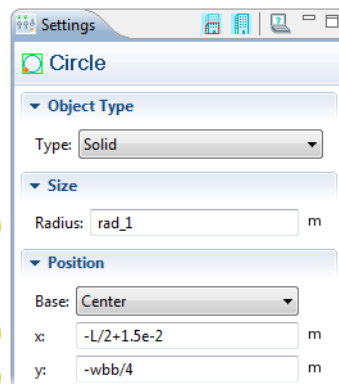 Settings
Circle
Object Type
Type: Solid
Size
Radius: rad_1 m
Position
Base: Center
x: -L/2+1.5e-2 m
y: -wbb/4 m